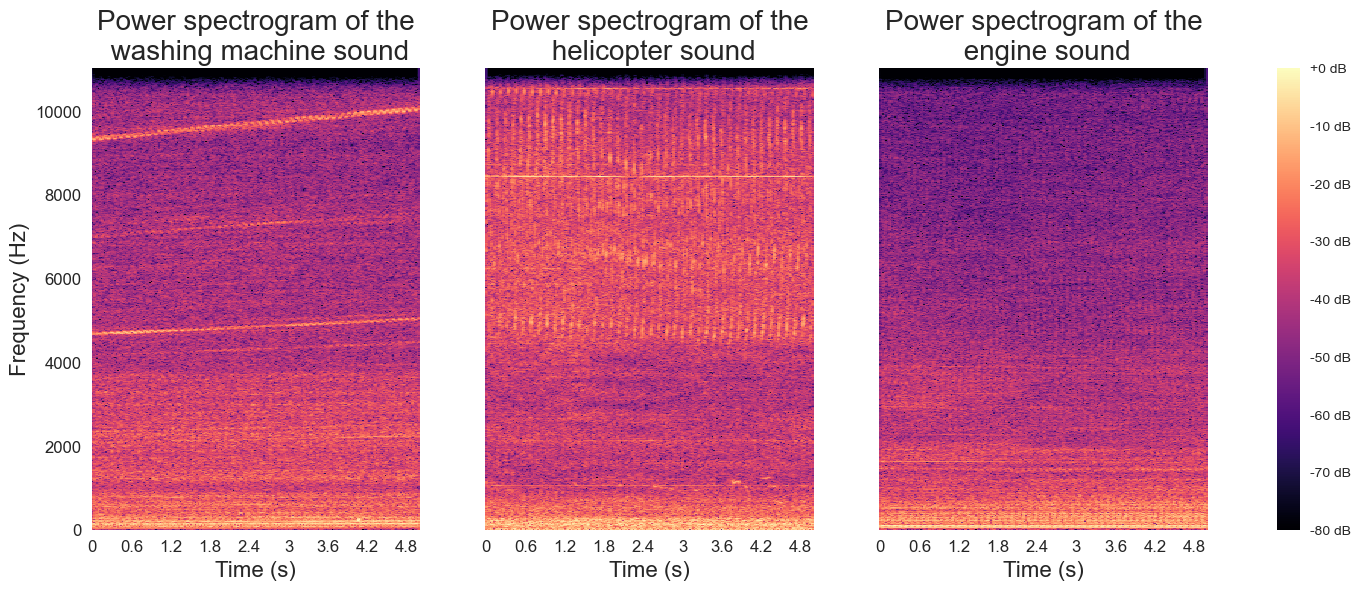 Power spectrogram of the
washing machine sound
Power spectrogram of the
helicopter sound
Power spectrogram of the
engine sound
Frequency (Hz)
10000
8000
6000
4000
2000
0
0 0.6 1.2 1.8 2.4 3 3.6 4.2 4.8
Time (s)
0 0.6 1.2 1.8 2.4 3 3.6 4.2 4.8
Time (s)
0 0.6 1.2 1.8 2.4 3 3.6 4.2 4.8
Time (s)
+0 dB
-10 dB
-20 dB
-30 dB
-40 dB
-50 dB
-60 dB
-70 dB
-80 dB